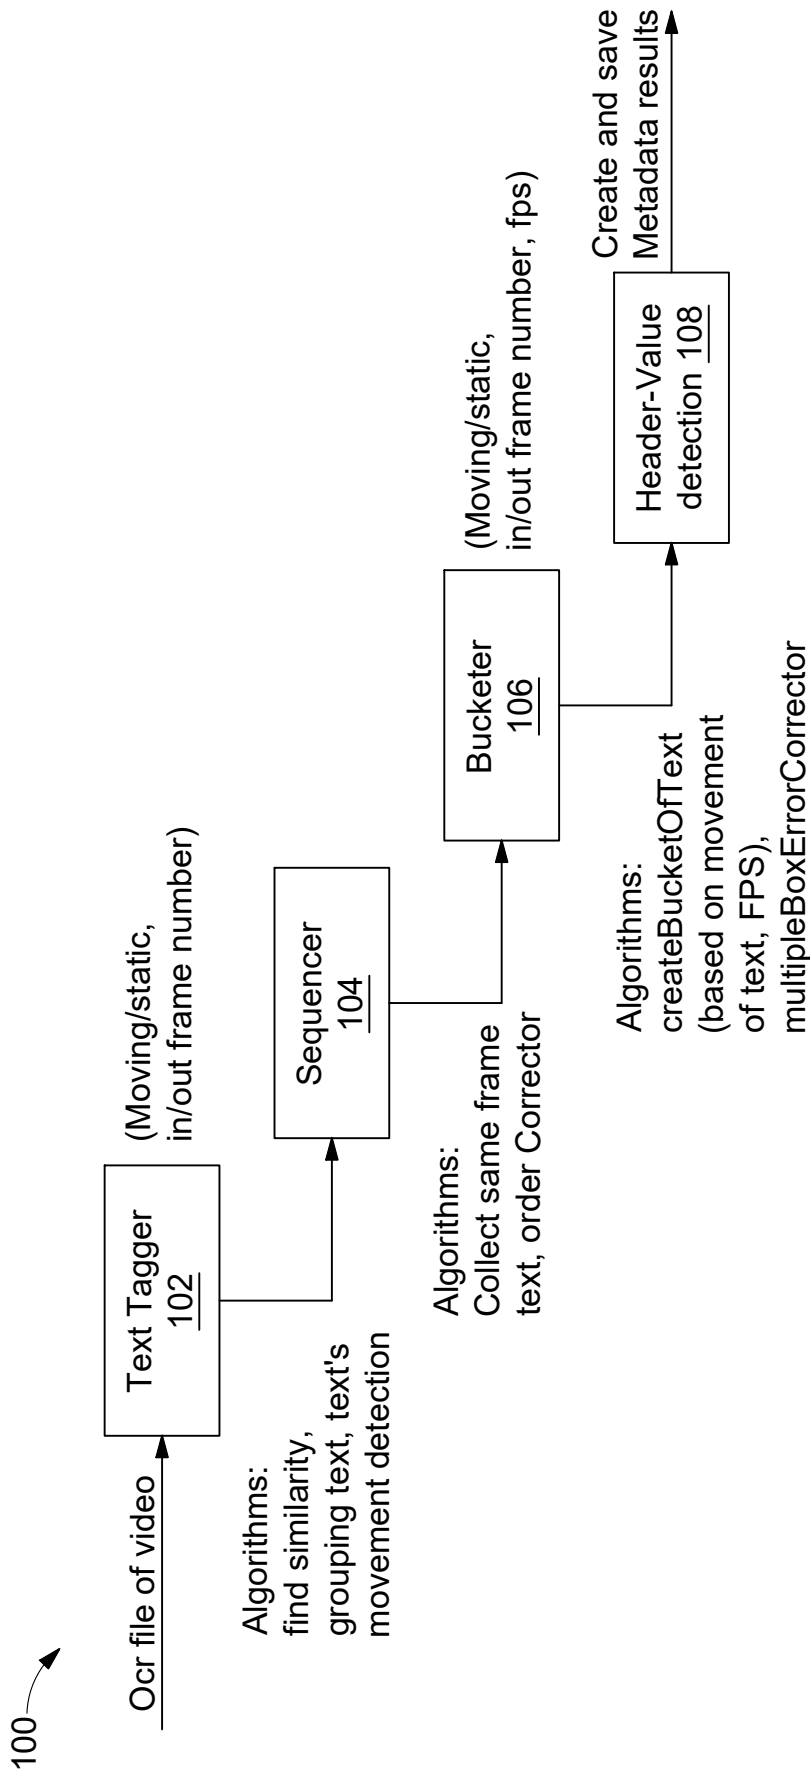 100
Ocr file of video
Text Tagger
102
(Moving/static,
in/out frame number)
Algorithms:
find similarity,
grouping text, text's
movement detection
Sequencer
104
Algorithms:
Collect same frame
text, order Corrector
Bucketer
106
(Moving/static,
in/out frame number, fps)
Algorithms:
createBucketOfText
(based on movement
of text, FPS),
multipleBoxErrorCorrector
Header-Value
detection 108
Create and save
Metadata results